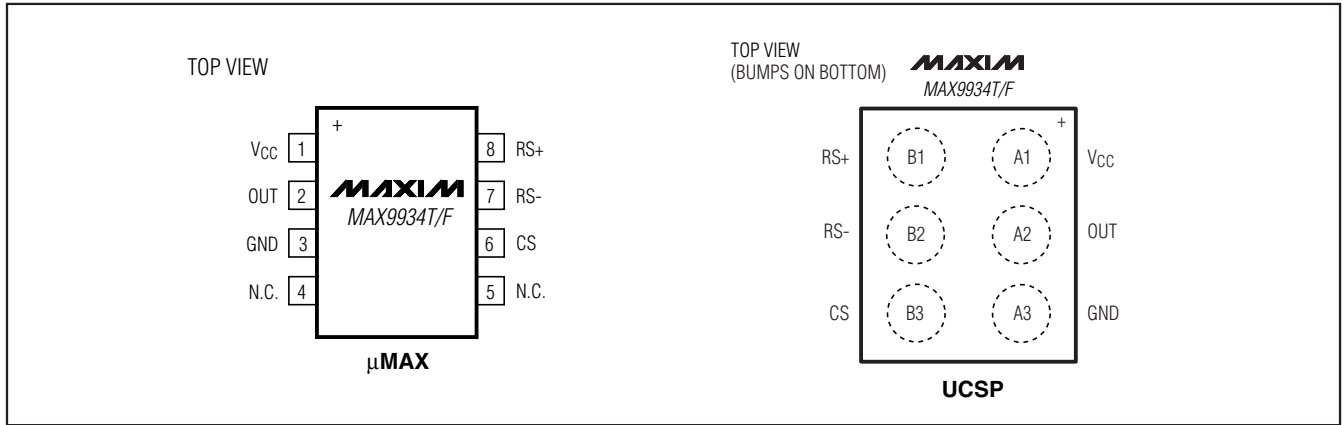 TOP VIEW
+
VCC 1 8 RS+
OUT 2 MAXIM 7 RS-
MAX9934T/F
GND 3 6 CS
N.C. 4 5 N.C.
μMAX
TOP VIEW
(BUMPS ON BOTTOM)
MAXIM
MAX9934T/F
+
RS+ B1 A1 VCC
RS- B2 A2 OUT
CS B3 A3 GND
UCSP